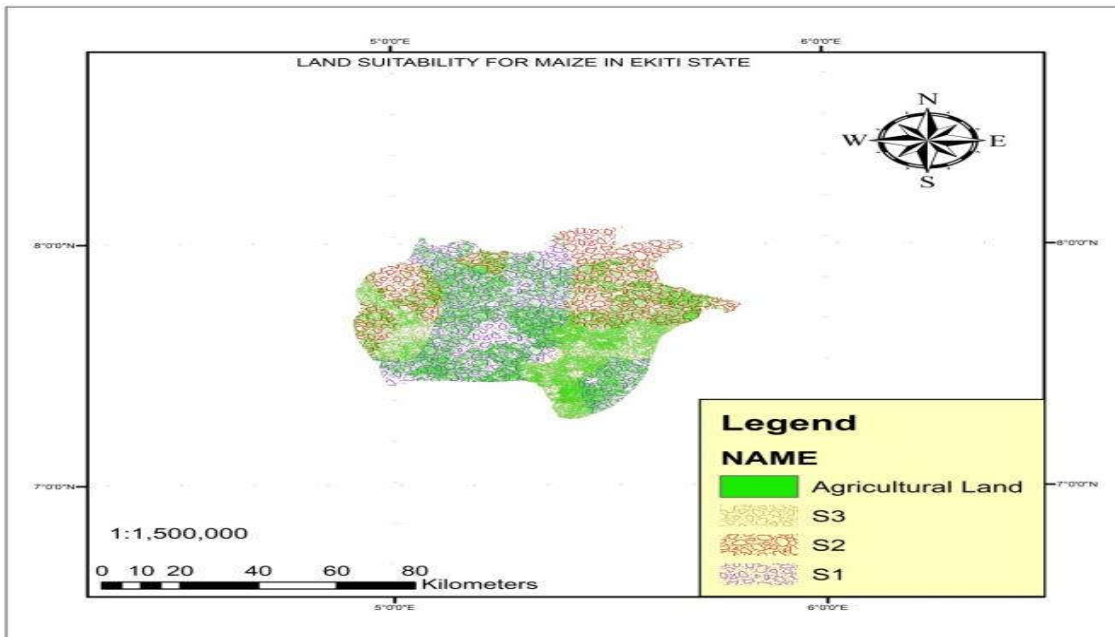 5°0'0"E 6°0'0"E
LAND SUITABILITY FOR MAIZE IN EKITI STATE
N
W E
S
8°0'0"N 8°0'0"N
7°0'0"N 7°0'0"N
Legend
NAME
Agricultural Land
S3
S2
S1
1:1,500,000
0 10 20 40 60 80
Kilometers
5°0'0"E 6°0'0"E